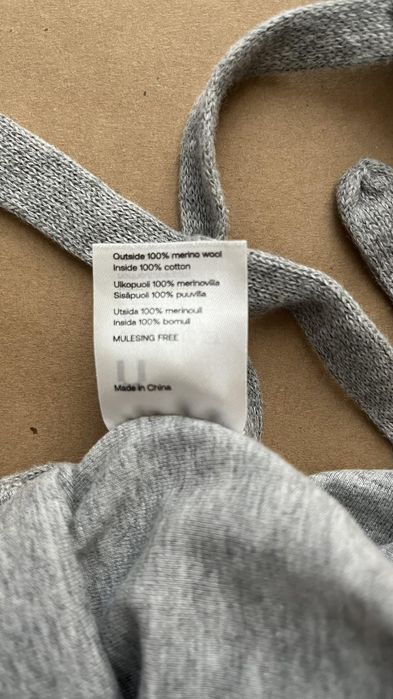 Outside 100% merino wool
Inside 100% cotton
Ulkopuoli 100% merinovilla
Sisäpuoli 100% puuvilla
Utsida 100% merinoull
Insida 100% bomull
MULESING FREE
Made in China